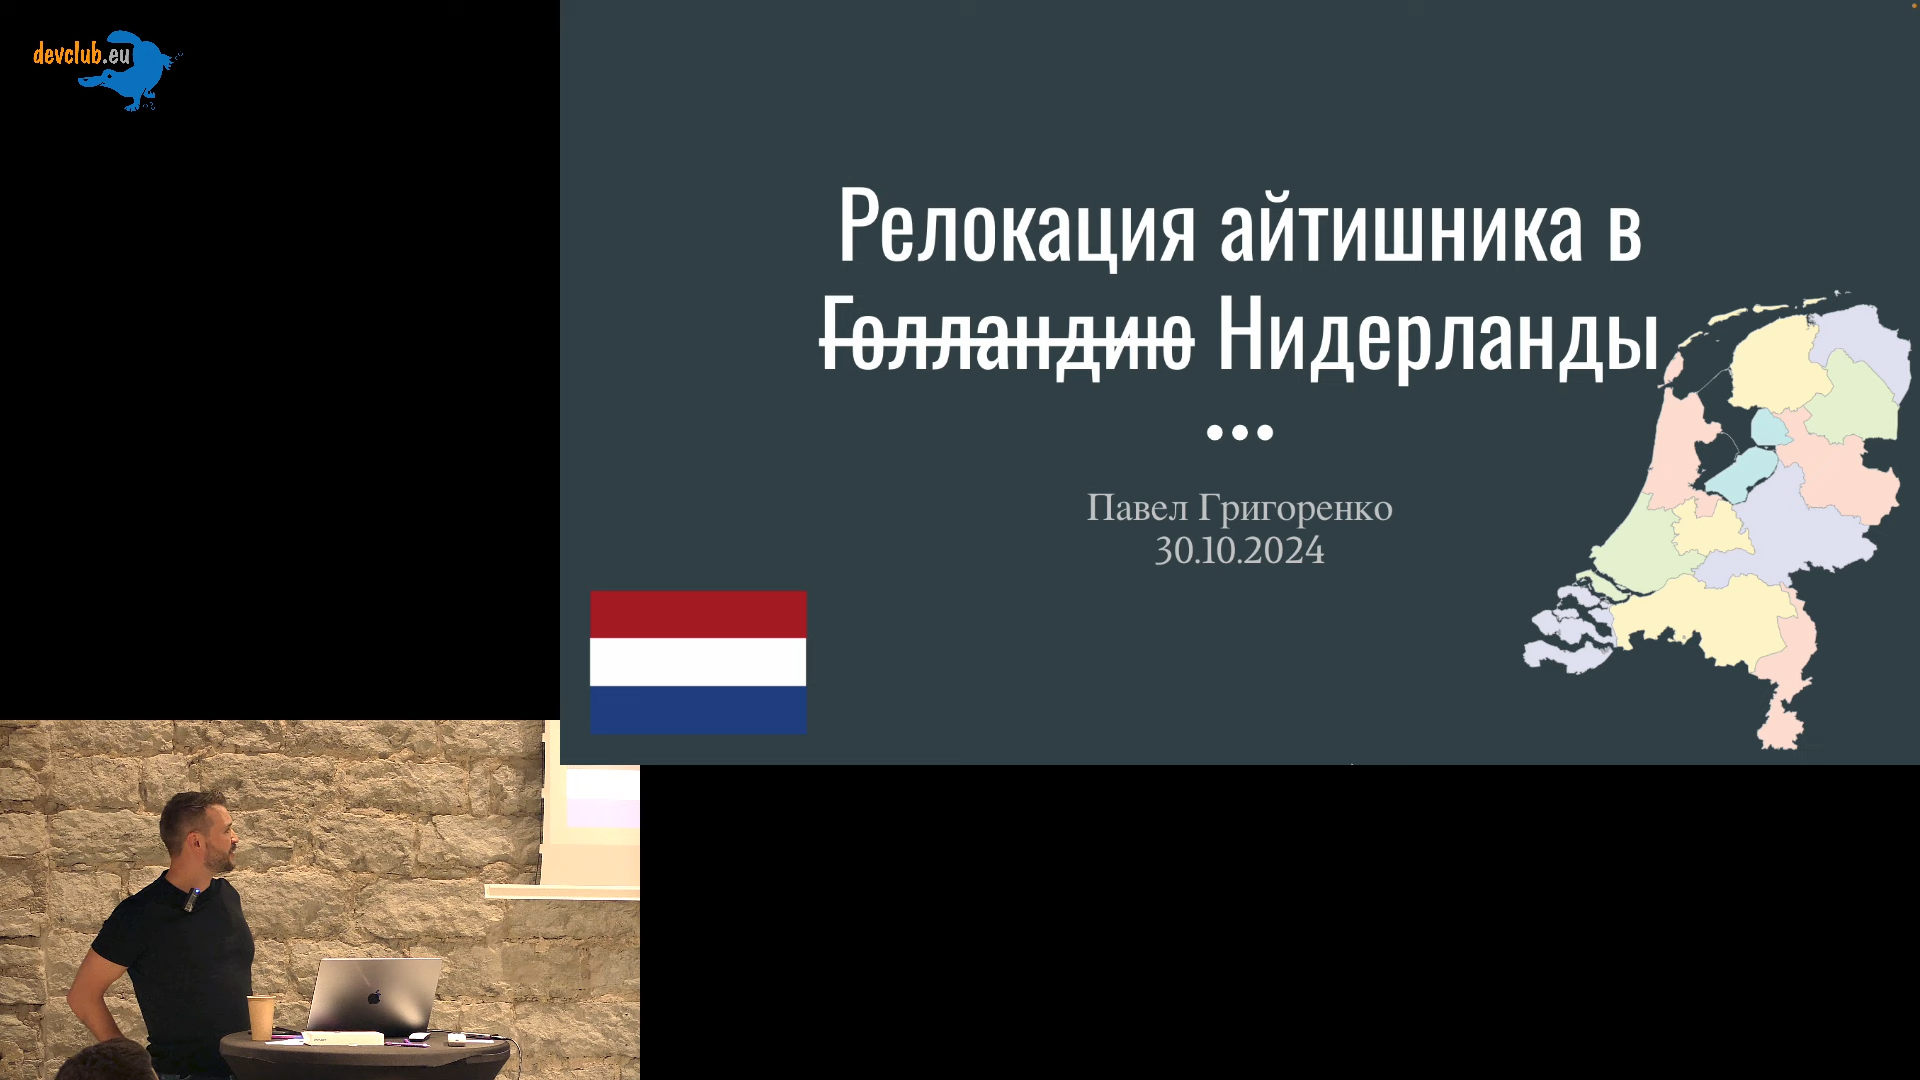 devclub.eu
Релокация айтишника в
Голландию Нидерланды
Павел Григоренко
30.10.2024